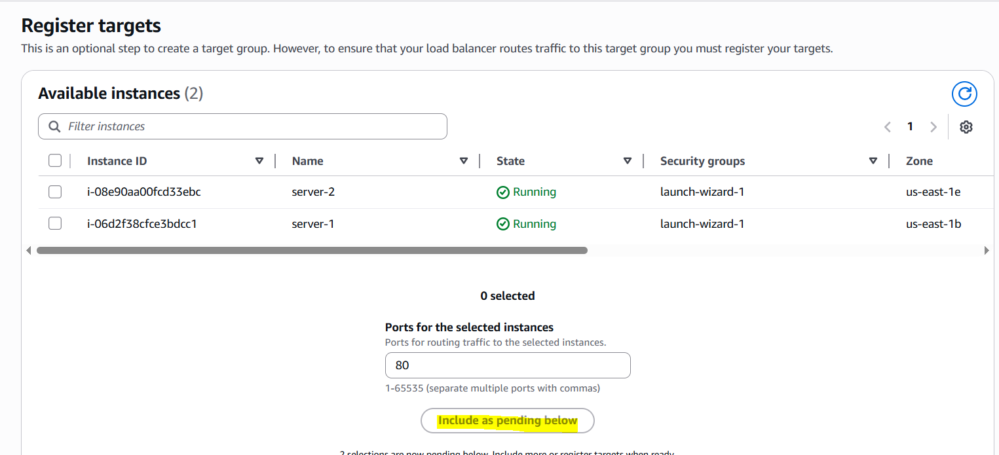 Register targets
This is an optional step to create a target group. However, to ensure that your load balancer routes traffic to this target group you must register your targets.
Available instances (2)
Filter instances
1
Instance ID Name State Security groups Zone
i-08e90aa00fcd33ebc server-2 Running launch-wizard-1 us-east-1e
i-06d2f38cfce3bdcc1 server-1 Running launch-wizard-1 us-east-1b
0 selected
Ports for the selected instances
Ports for routing traffic to the selected instances.
80
1-65535 (separate multiple ports with commas)
Include as pending below
2 selections are now pending below. Include more or register targets when ready.